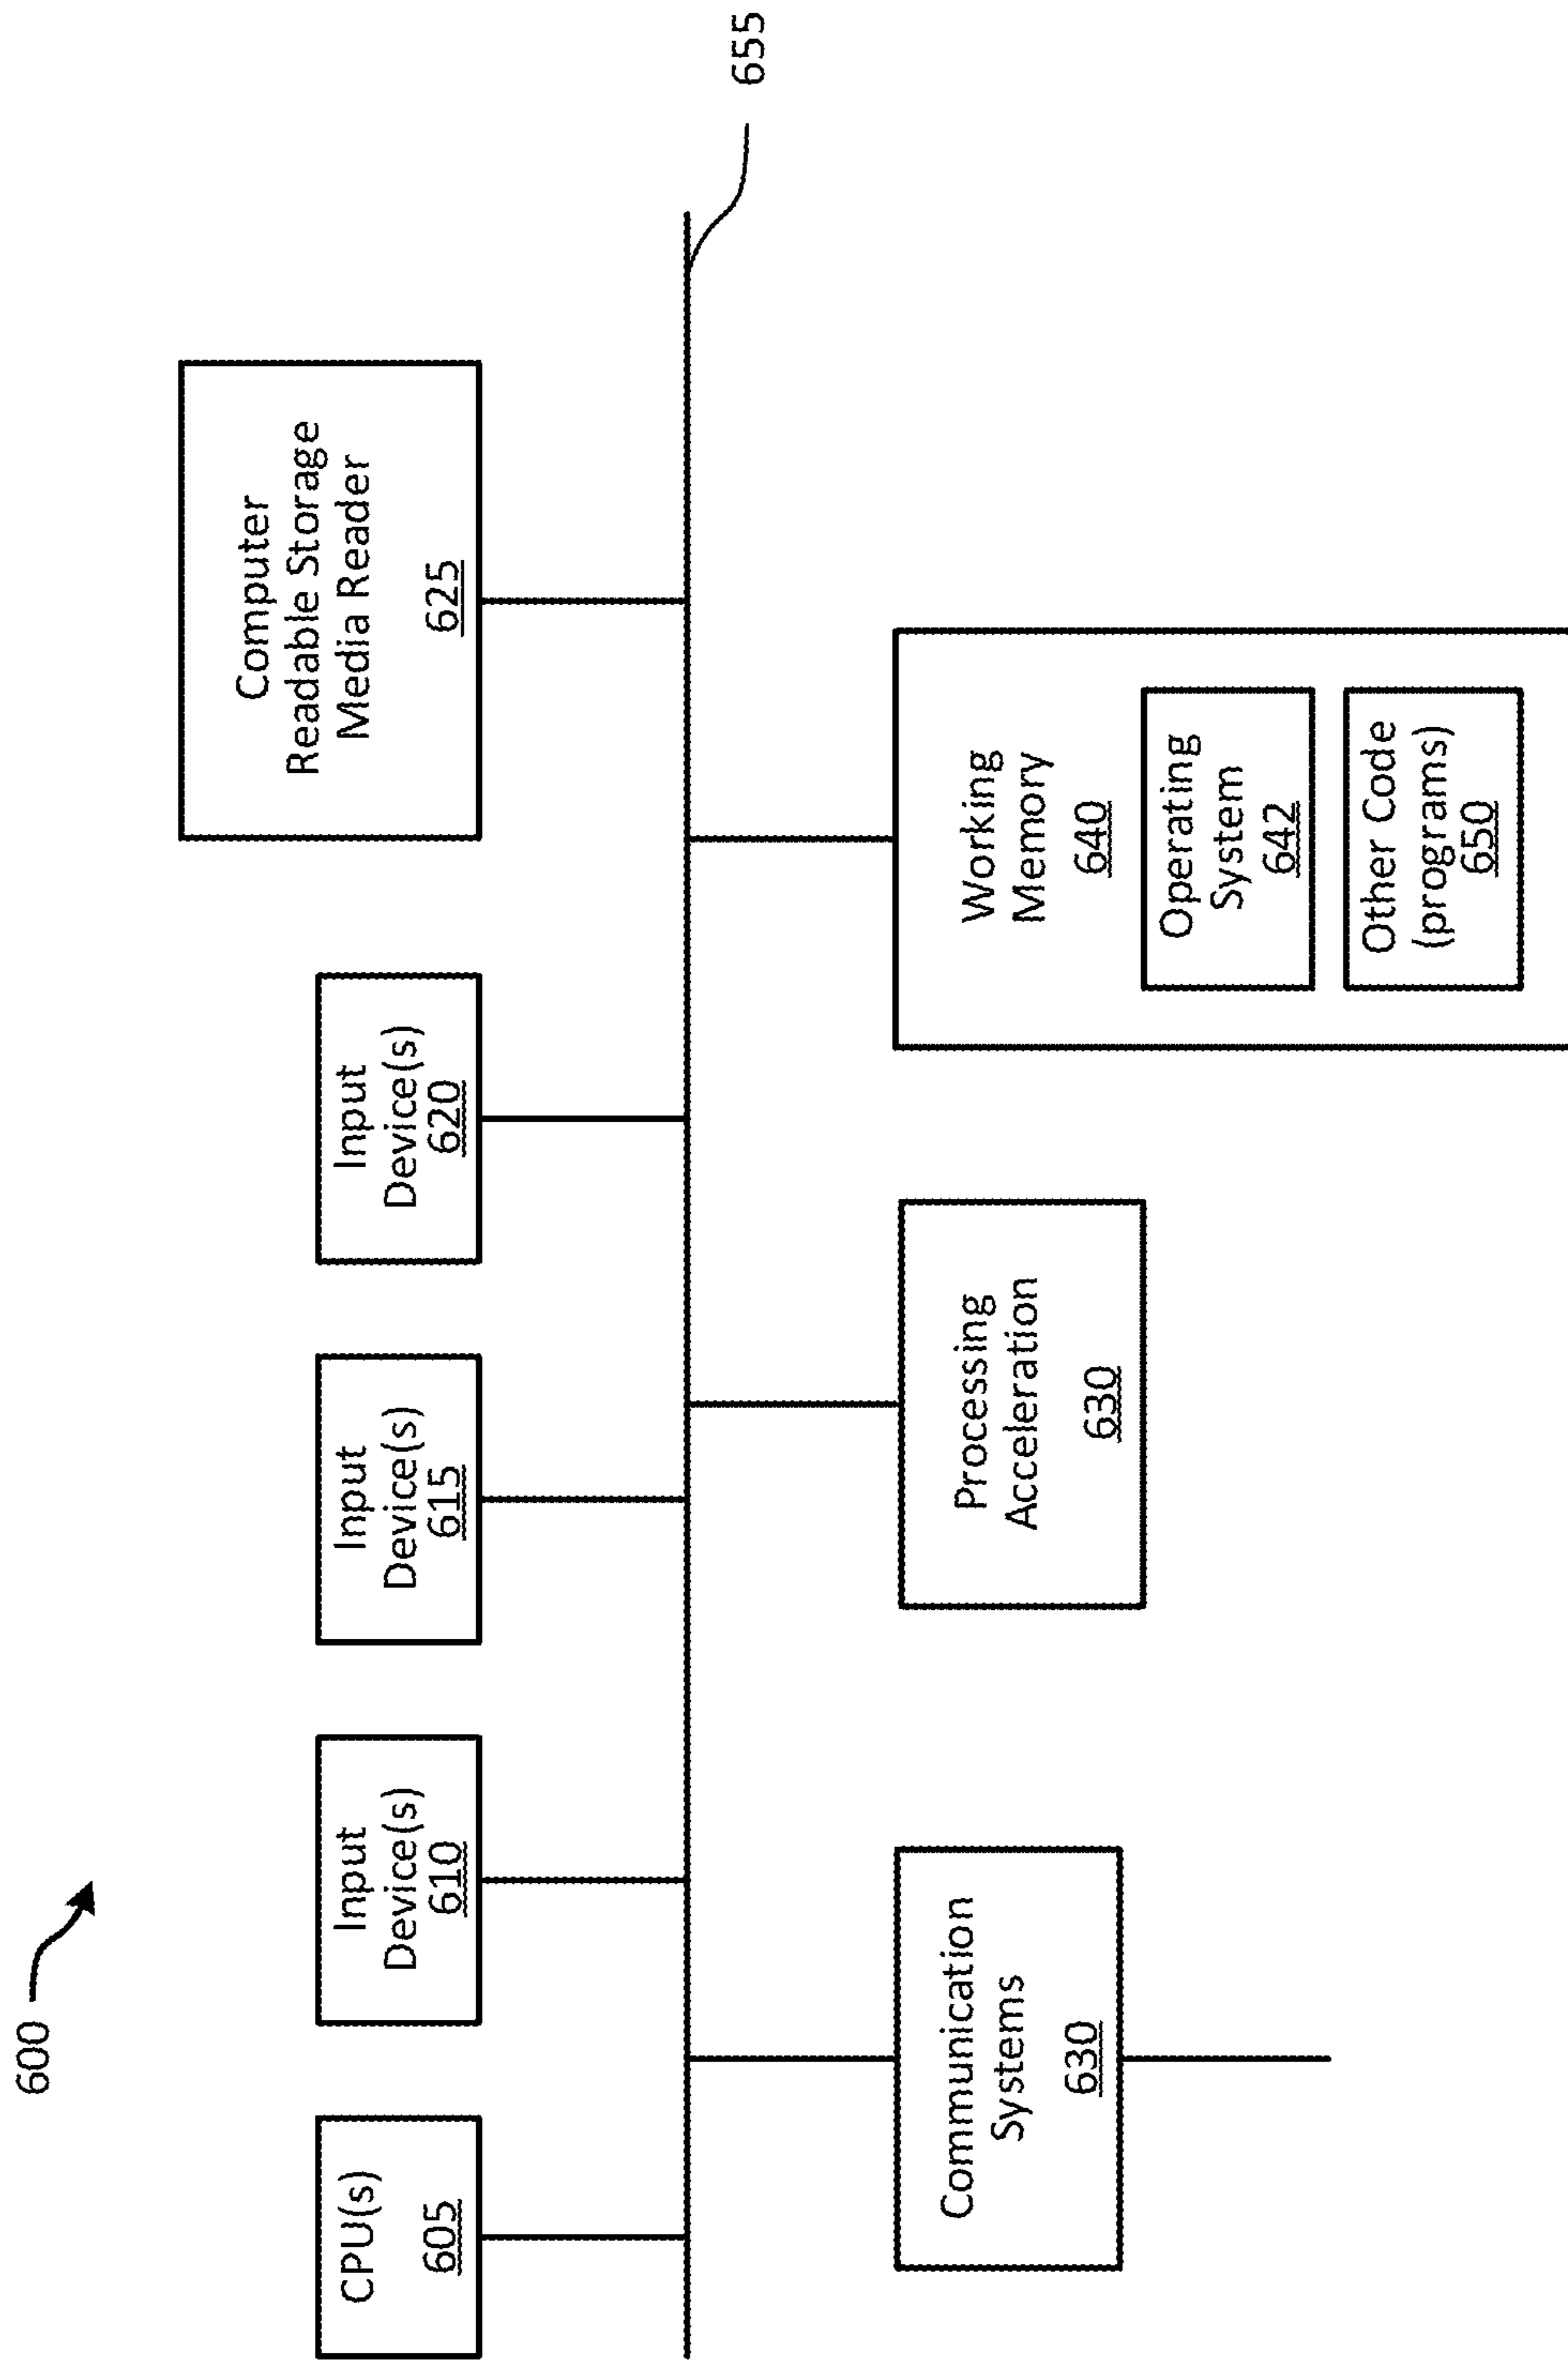 600
CPU(s)
605
Input
Device(s)
610
Input
Device(s)
615
Input
Device(s)
620
Computer
Readable Storage
Media Reader
625
655
Communication
Systems
630
Processing
Acceleration
630
Working
Memory
640
Operating
System
642
Other Code
(programs)
650